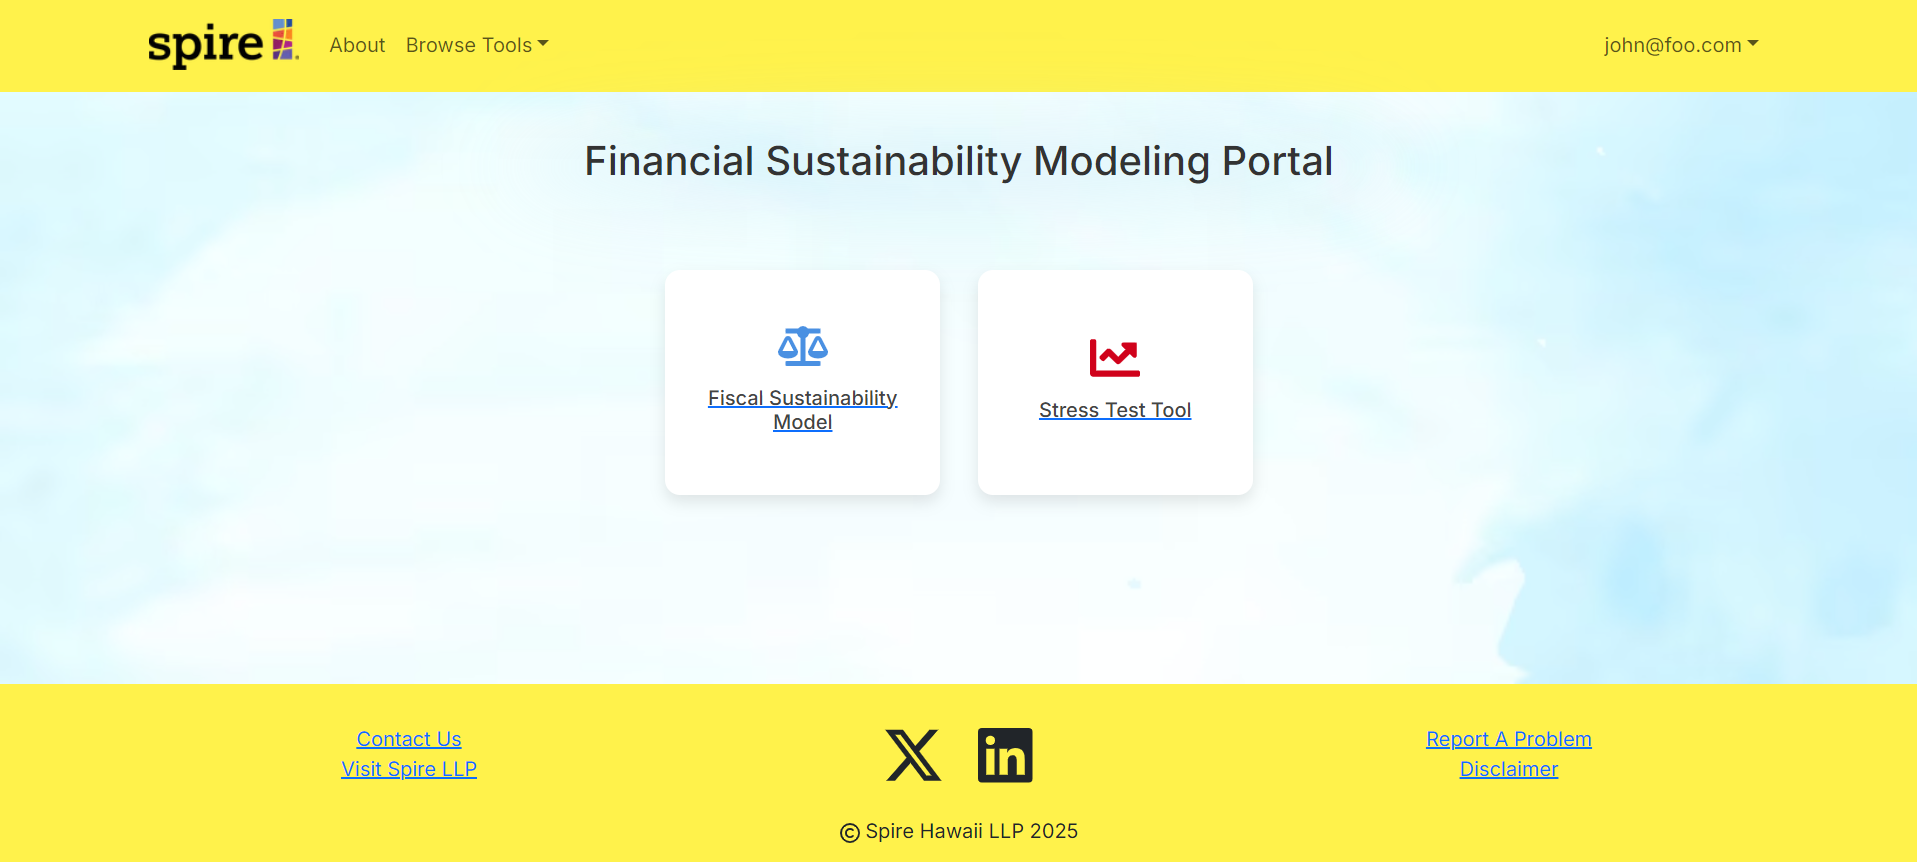 spire
About
Browse Tools
john@foo.com
Financial Sustainability Modeling Portal
Fiscal Sustainability
Model
Stress Test Tool
Contact Us
Visit Spire LLP
in
Report A Problem
Disclaimer
© Spire Hawaii LLP 2025